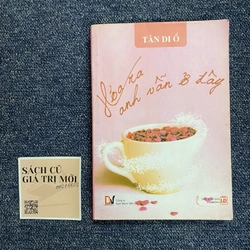 TÂN DI Ổ
Hóa ra
anh vẫn ở đây
SÁCH CŨ
GIÁ TRỊ MỚI